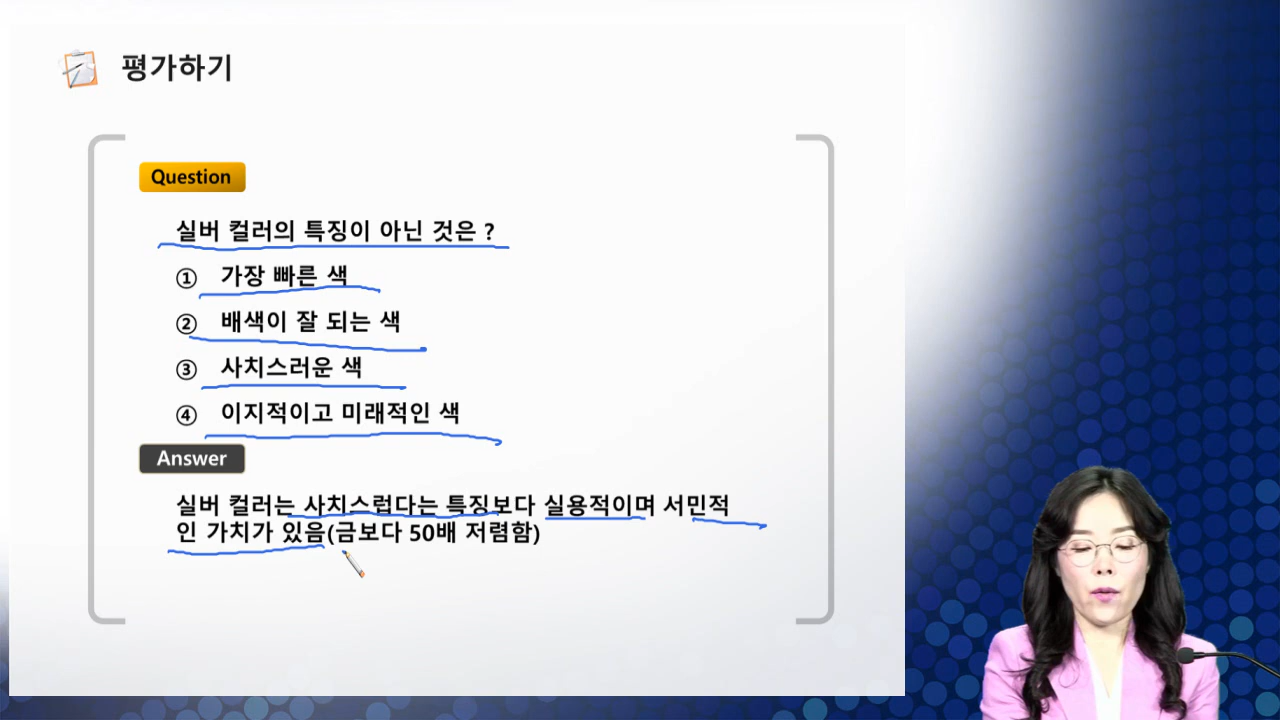 평가하기
Question
실버 컬러의 특징이 아닌 것은 ?
① 가장 빠른 색
② 배색이 잘 되는 색
③ 사치스러운 색
④ 이지적이고 미래적인 색
Answer
실버 컬러는 사치스럽다는 특징보다 실용적이며 서민적
인 가치가 있음(금보다 50배 저렴함)